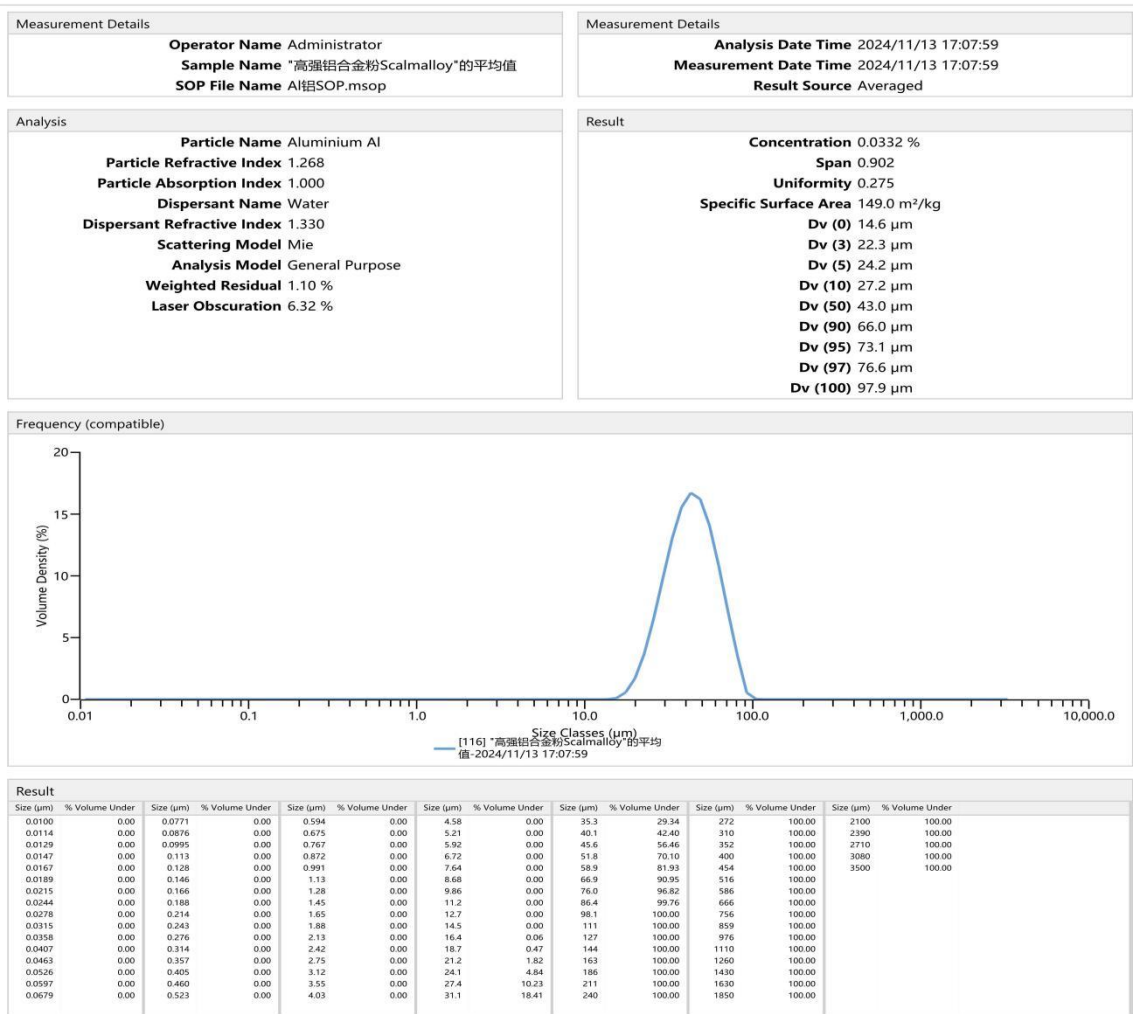 Measurement Details
Operator Name Administrator
Sample Name "高强铝合金粉Scalmalloy"的平均值
SOP File Name Al铝SOP.msop
Measurement Details
Analysis Date Time 2024/11/13 17:07:59
Measurement Date Time 2024/11/13 17:07:59
Result Source Averaged
Analysis
Particle Name Aluminium Al
Particle Refractive Index 1.268
Particle Absorption Index 1.000
Dispersant Name Water
Dispersant Refractive Index 1.330
Scattering Model Mie
Analysis Model General Purpose
Weighted Residual 1.10 %
Laser Obscuration 6.32 %
Result
Concentration 0.0332 %
Span 0.902
Uniformity 0.275
Specific Surface Area 149.0 m²/kg
Dv (0) 14.6 µm
Dv (3) 22.3 µm
Dv (5) 24.2 µm
Dv (10) 27.2 µm
Dv (50) 43.0 µm
Dv (90) 66.0 µm
Dv (95) 73.1 µm
Dv (97) 76.6 µm
Dv (100) 97.9 µm
Frequency (compatible)
Volume Density (%)
20
15
10
5
0
0.01 0.1 1.0 10.0 100.0 1,000.0 10,000.0
Size Classes (µm)
[116] "高强铝合金粉Scalmalloy"的平均
值-2024/11/13 17:07:59
Result
Size (µm) % Volume Under Size (µm) % Volume Under Size (µm) % Volume Under Size (µm) % Volume Under Size (µm) % Volume Under Size (µm) % Volume Under Size (µm) % Volume Under
0.0100 0.00 0.0771 0.00 0.594 0.00 4.58 0.00 35.3 29.34 272 100.00 2100 100.00
0.0114 0.00 0.0876 0.00 0.675 0.00 5.21 0.00 40.1 42.40 310 100.00 2390 100.00
0.0129 0.00 0.0995 0.00 0.767 0.00 5.92 0.00 45.6 56.46 352 100.00 2710 100.00
0.0147 0.00 0.113 0.00 0.872 0.00 6.72 0.00 51.8 70.10 400 100.00 3080 100.00
0.0167 0.00 0.128 0.00 0.991 0.00 7.64 0.00 58.9 81.93 454 100.00 3500 100.00
0.0189 0.00 0.146 0.00 1.13 0.00 8.68 0.00 66.9 90.95 516 100.00
0.0215 0.00 0.166 0.00 1.28 0.00 9.86 0.00 76.0 96.82 586 100.00
0.0244 0.00 0.188 0.00 1.45 0.00 11.2 0.00 86.4 99.76 666 100.00
0.0278 0.00 0.214 0.00 1.65 0.00 12.7 0.00 98.1 100.00 756 100.00
0.0315 0.00 0.243 0.00 1.88 0.00 14.5 0.00 111 100.00 859 100.00
0.0358 0.00 0.276 0.00 2.13 0.00 16.4 0.06 127 100.00 976 100.00
0.0407 0.00 0.314 0.00 2.42 0.00 18.7 0.47 144 100.00 1110 100.00
0.0463 0.00 0.357 0.00 2.75 0.00 21.2 1.82 163 100.00 1260 100.00
0.0526 0.00 0.405 0.00 3.12 0.00 24.1 4.84 186 100.00 1430 100.00
0.0597 0.00 0.460 0.00 3.55 0.00 27.4 10.23 211 100.00 1630 100.00
0.0679 0.00 0.523 0.00 4.03 0.00 31.1 18.41 240 100.00 1850 100.00